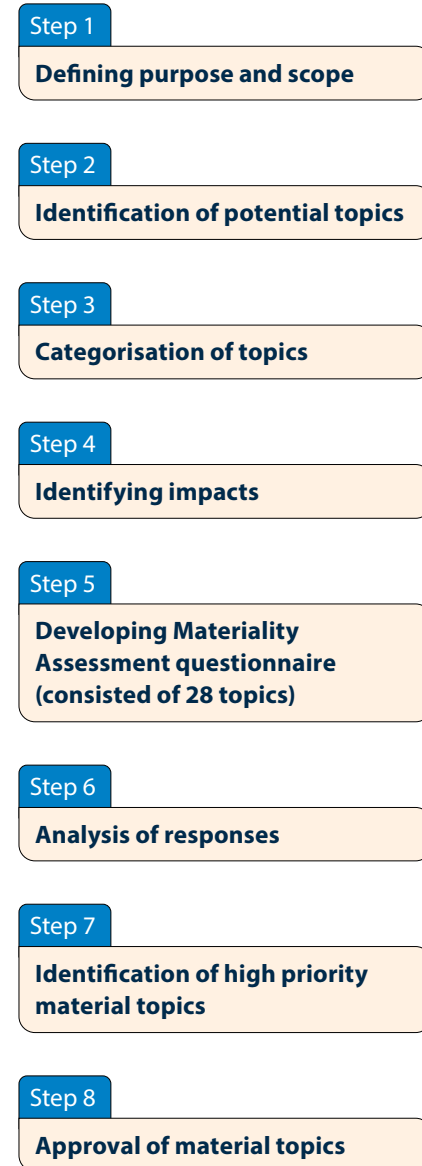 Step 1
Defining purpose and scope
Step 2
Identification of potential topics
Step 3
Categorisation of topics
Step 4
Identifying impacts
Step 5
Developing Materiality
Assessment questionnaire
(consisted of 28 topics)
Step 6
Analysis of responses
Step 7
Identification of high priority
material topics
Step 8
Approval of material topics